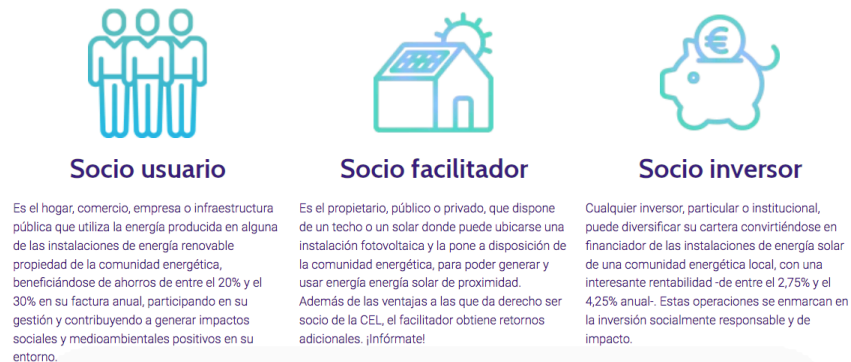 Socio usuario
Es el hogar, comercio, empresa o infraestructura
pública que utiliza la energía producida en alguna
de las instalaciones de energía renovable
propiedad de la comunidad energética,
beneficiándose de ahorros de entre el 20% y el
30% en su factura anual, participando en su
gestión y contribuyendo a generar impactos
sociales y medioambientales positivos en su
entorno.
Socio facilitador
Es el propietario, público o privado, que dispone
de un techo o un solar donde puede ubicarse una
instalación fotovoltaica y la pone a disposición de
la comunidad energética, para poder generar y
usar energía energía solar de proximidad.
Además de las ventajas a las que da derecho ser
socio de la CEL, el facilitador obtiene retornos
adicionales. ¡Infórmate!
€
Socio inversor
Cualquier inversor, particular o institucional,
puede diversificar su cartera convirtiéndose en
financiador de las instalaciones de energía solar
de una comunidad energética local, con una
interesante rentabilidad -de entre el 2,75% y el
4,25% anual-. Estas operaciones se enmarcan en
la inversión socialmente responsable y de
impacto.